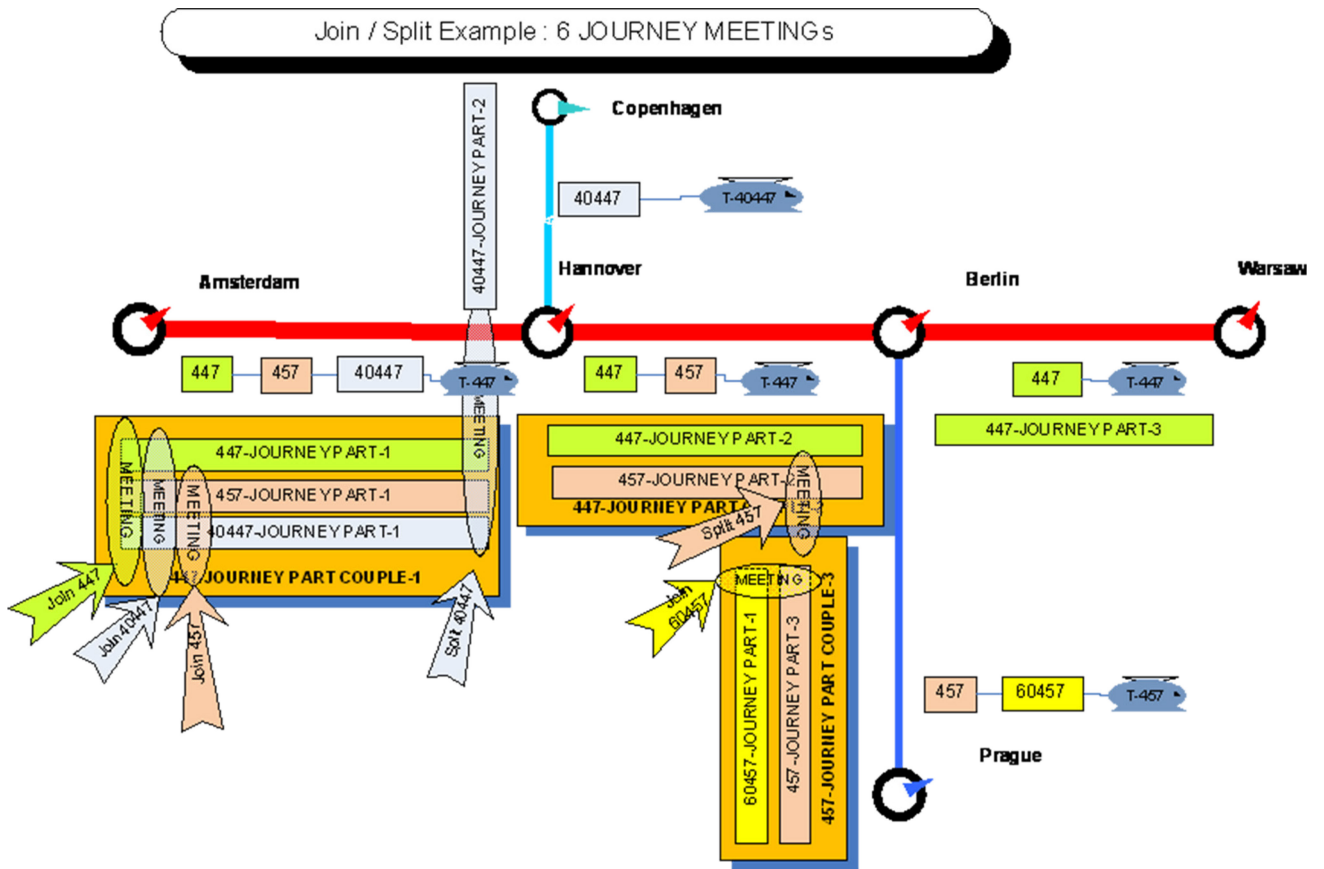 Join / Split Example : 6 JOURNEY MEETINGs
40447-JOURNEY PART-2
Copenhagen
40447
T-40447
Amsterdam
Hannover
Berlin
Warsaw
447
457
40447
T-447
447
457
T-447
447
T-447
MEETING
447-JOURNEY PART-1
457-JOURNEY PART-1
40447-JOURNEY PART-1
MEETING
MEETING
MEETING
447-JOURNEY PART COUPLE-1
447-JOURNEY PART-2
457-JOURNEY PART-2
447-JOURNEY PART
MEETING
447-JOURNEY PART-3
Join 447
Join 40447
Join 457
Split 40447
Split 457
Join
60457
MEETING
60457-JOURNEY PART-1
457-JOURNEY PART-3
457-JOURNEY PART COUPLE-3
457
60457
T-457
Prague